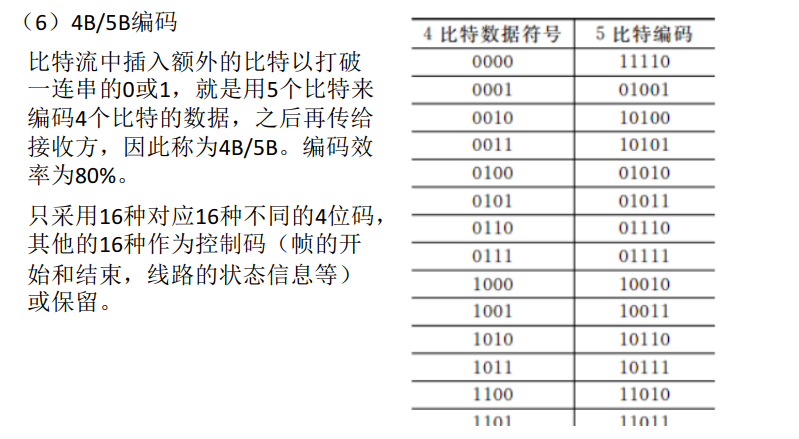 （6）4B/5B编码
比特流中插入额外的比特以打破
一连串的0或1，就是用5个比特来
编码4个比特的数据，之后再传给
接收方，因此称为4B/5B。编码效
率为80%。
只采用16种对应16种不同的4位码，
其他的16种作为控制码（帧的开
始和结束，线路的状态信息等）
或保留。
4 比特数据符号 5 比特编码
0000 11110
0001 01001
0010 10100
0011 10101
0100 01010
0101 01011
0110 01110
0111 01111
1000 10010
1001 10011
1010 10110
1011 10111
1100 11010
1101 11011